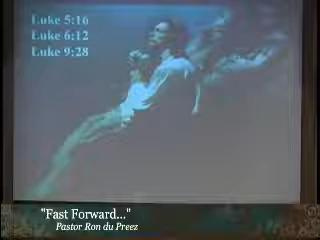 Luke 5:16
Luke 6:12
Luke 9:28
"Fast Forward..."
Pastor Ron du Preez